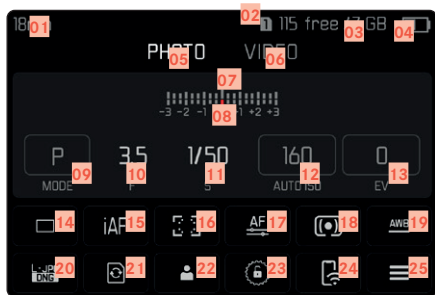 01 02 115 free GB 03 04
PHOTO VIDEO
05 06
07
-3 -2 -1 +1 +2 +3
08
P 3.5 1/50 160 0
09 10 11 12 13
MODE F S AUTO ISO EV
iAF AF AWB
14 15 16 17 18 19
L-JPG
DNG
20 21 22 23 24 25